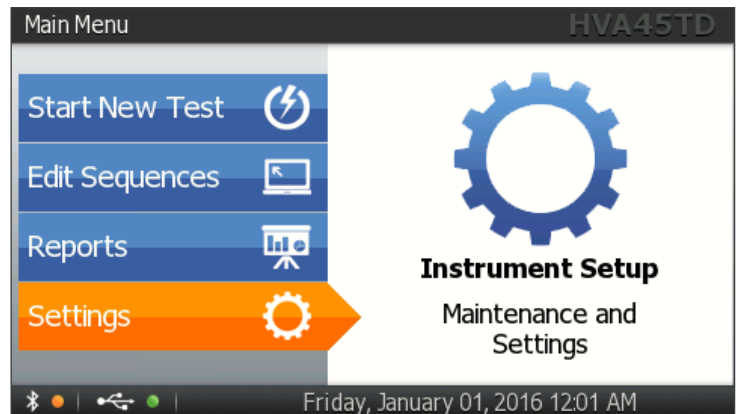 Main Menu
HVA45TD
Start New Test
Edit Sequences
Reports
Settings
Instrument Setup
Maintenance and
Settings
Friday, January 01, 2016 12:01 AM